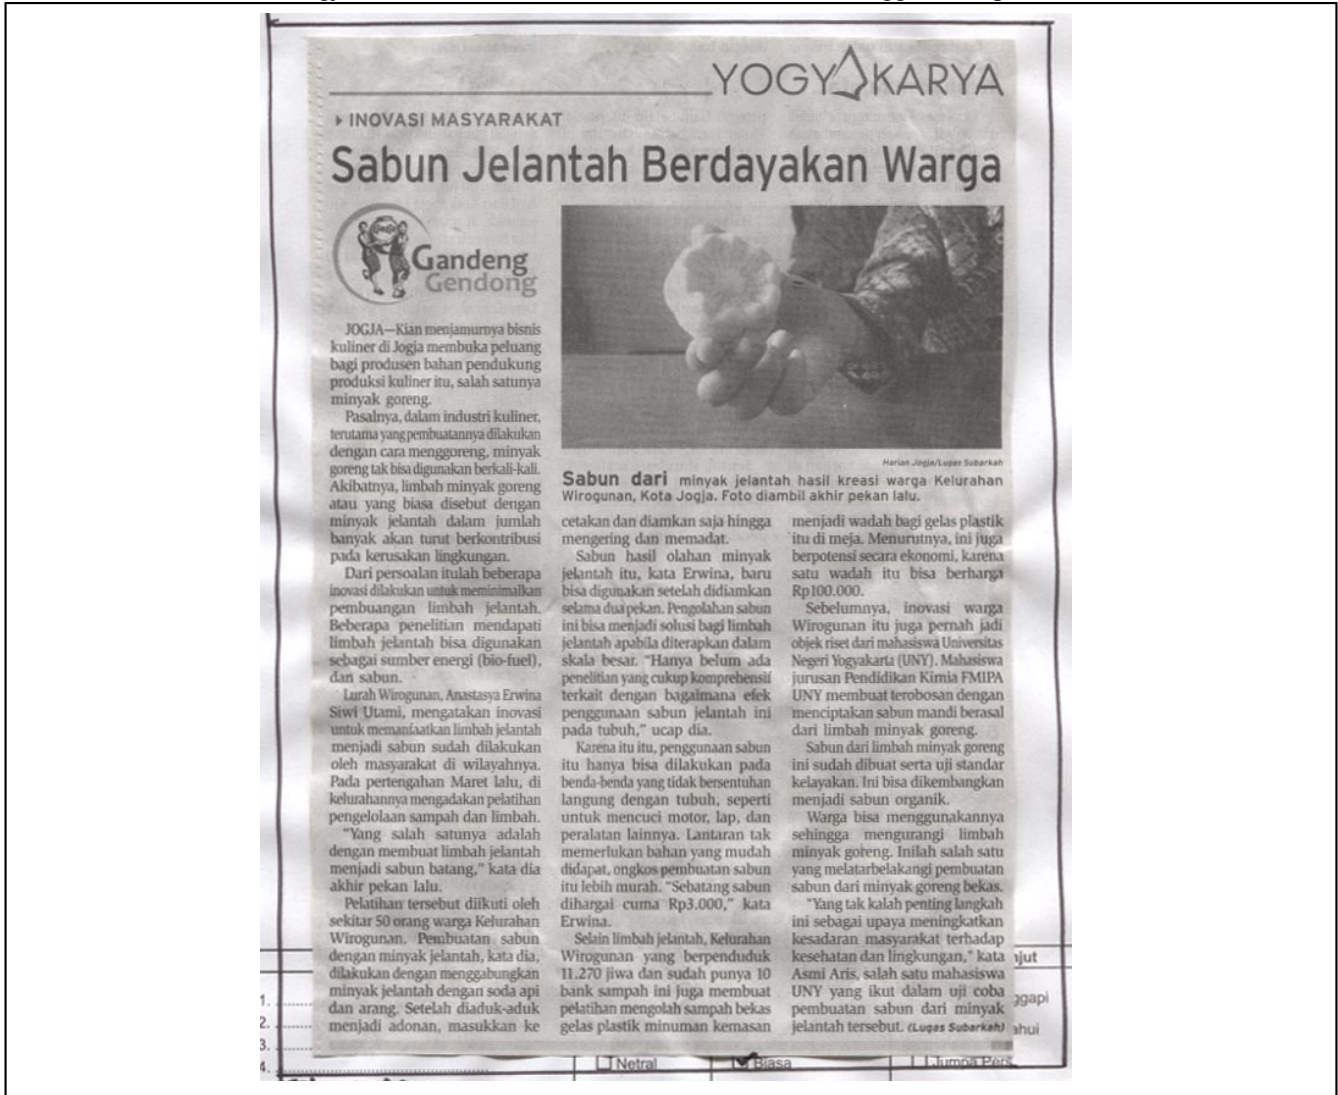 YOGYAKARYA
INOVASI MASYARAKAT
Sabun Jelantah Berdayakan Warga
Gandeng
Gendong
JOGJA—Kian menjamurnya bisnis
kuliner di Jogja membuka peluang
bagi produsen bahan pendukung
produksi kuliner itu, salah satunya
minyak goreng.
Pasalnya, dalam industri kuliner,
terutama yang pembuatannya dilakukan
dengan cara menggoreng, minyak
goreng tak bisa digunakan berkali-kali.
Akibatnya, limbah minyak goreng
atau yang biasa disebut dengan
minyak jelantah dalam jumlah
banyak akan turut berkontribusi
pada kerusakan lingkungan.
Dari persoalan itulah beberapa
inovasi dilakukan untuk meminimalkan
pembuangan limbah jelantah.
Beberapa penelitian mendapati
limbah jelantah bisa digunakan
sebagai sumber energi (bio-fuel),
dan sabun.
Lurah Wirogunan, Anastasya Erwina
Siwi Utami, mengatakan inovasi
untuk memanfaatkan limbah jelantah
menjadi sabun sudah dilakukan
oleh masyarakat di wilayahnya.
Pada pertengahan Maret lalu, di
kelurahannya mengadakan pelatihan
pengelolaan sampah dan limbah.
"Yang salah satunya adalah
dengan membuat limbah jelantah
menjadi sabun batang," kata dia
akhir pekan lalu.
Pelatihan tersebut diikuti oleh
sekitar 50 orang warga Kelurahan
Wirogunan. Pembuatan sabun
dengan minyak jelantah, kata dia,
dilakukan dengan menggabungkan
minyak jelantah dengan soda api
dan arang. Setelah diaduk-aduk
menjadi adonan, masukkan ke
Harian Jogja/Lugas Subarkah
Sabun dari minyak jelantah hasil kreasi warga Kelurahan
Wirogunan, Kota Jogja. Foto diambil akhir pekan lalu.
cetakan dan diamkan saja hingga
mengering dan memadat.
Sabun hasil olahan minyak
jelantah itu, kata Erwina, baru
bisa digunakan setelah didiamkan
selama dua pekan. Pengolahan sabun
ini bisa menjadi solusi bagi limbah
jelantah apabila diterapkan dalam
skala besar. "Hanya belum ada
penelitian yang cukup komprehensif
terkait dengan bagaimana efek
penggunaan sabun jelantah ini
pada tubuh," ucap dia.
Karena itu itu, penggunaan sabun
itu hanya bisa dilakukan pada
benda-benda yang tidak bersentuhan
langsung dengan tubuh, seperti
untuk mencuci motor, lap, dan
peralatan lainnya. Lantaran tak
memerlukan bahan yang mudah
didapat, ongkos pembuatan sabun
itu lebih murah. "Sebatang sabun
dihargai cuma Rp3.000," kata
Erwina.
Selain limbah jelantah, Kelurahan
Wirogunan yang berpenduduk
11.270 jiwa dan sudah punya 10
bank sampah ini juga membuat
pelatihan mengolah sampah bekas
gelas plastik minuman kemasan
menjadi wadah bagi gelas plastik
itu di meja. Menurutnya, ini juga
berpotensi secara ekonomi, karena
satu wadah itu bisa berharga
Rp100.000.
Sebelumnya, inovasi warga
Wirogunan itu juga pernah jadi
objek riset dari mahasiswa Universitas
Negeri Yogyakarta (UNY). Mahasiswa
jurusan Pendidikan Kimia FMIPA
UNY membuat terobosan dengan
menciptakan sabun mandi berasal
dari limbah minyak goreng.
Sabun dari limbah minyak goreng
ini sudah dibuat serta uji standar
kelayakan. Ini bisa dikembangkan
menjadi sabun organik.
Warga bisa menggunakannya
sehingga mengurangi limbah
minyak goreng. Inilah salah satu
yang melatarbelakangi pembuatan
sabun dari minyak goreng bekas.
"Yang tak kalah penting langkah
ini sebagai upaya meningkatkan
kesadaran masyarakat terhadap
kesehatan dan lingkungan," kata
Asmi Aris, salah satu mahasiswa
UNY yang ikut dalam uji coba
pembuatan sabun dari minyak
jelantah tersebut. (Lugas Subarkah)
1.
2.
3.
4.
Netral
Biasa